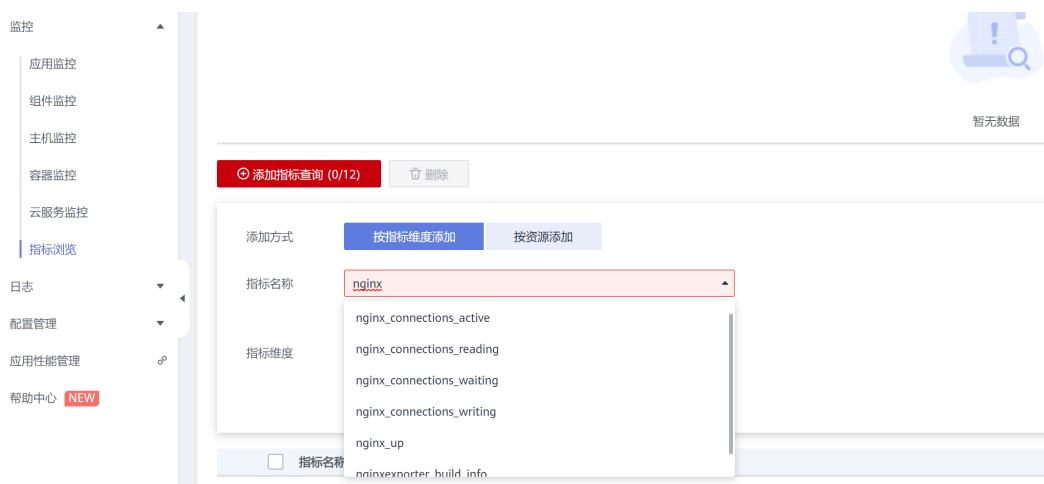 监控
应用监控
组件监控
主机监控
容器监控
云服务监控
指标浏览
日志
配置管理
应用性能管理
帮助中心 NEW
暂无数据
添加指标查询 (0/12) 删除
添加方式 按指标维度添加 按资源添加
指标名称 nginx
nginx_connections_active
nginx_connections_reading
指标维度
nginx_connections_waiting
nginx_connections_writing
nginx_up
nginxexporter_build_info
指标名称